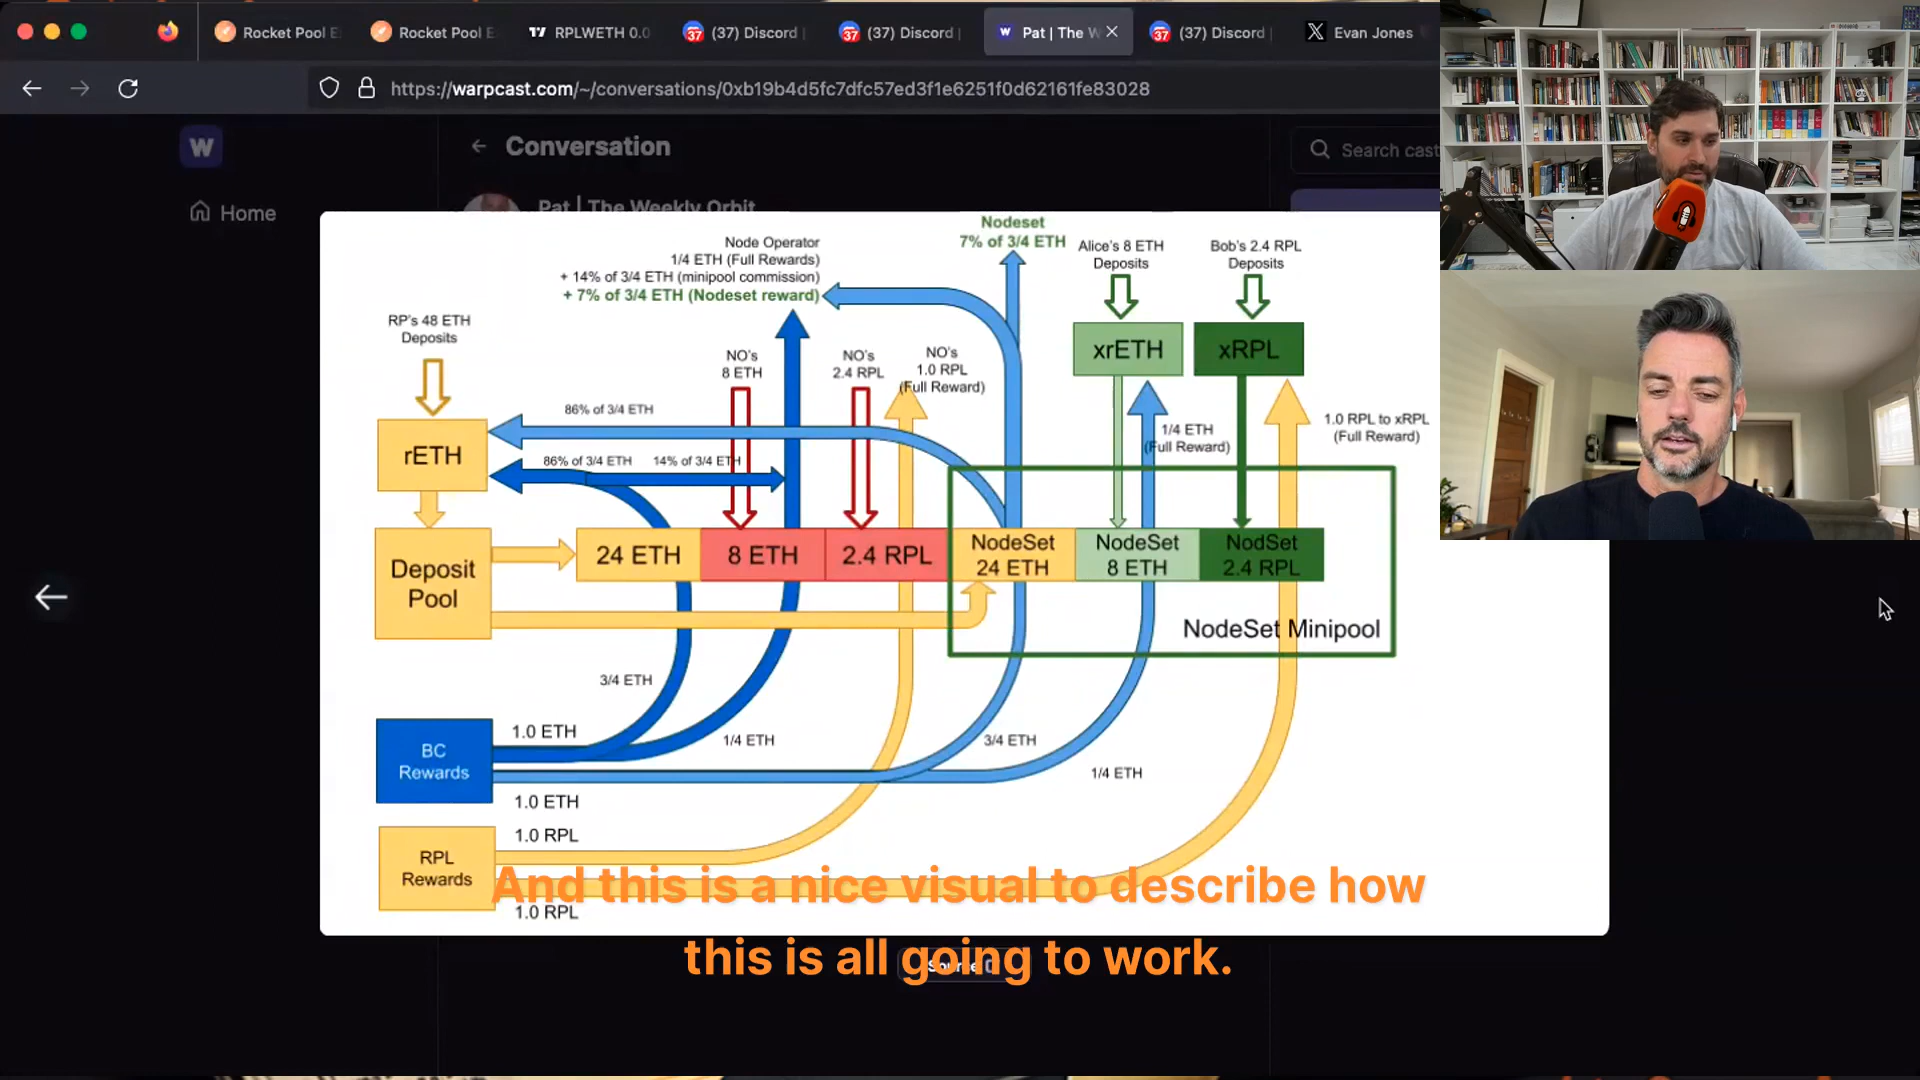 Rocket Pool E
Rocket Pool E
RPLWETH 0.0
(37) Discord
(37) Discord
Pat | The W
(37) Discord
Evan Jones
https://warpcast.com/~/conversations/0xb19b4d5fc7dfc57ed3f1e6251f0d62161fe83028
W
Conversation
Search cast
Home
Pat | The Weekly Orbit
Node Operator
1/4 ETH (Full Rewards)
+ 14% of 3/4 ETH (minipool commission)
+ 7% of 3/4 ETH (Nodeset reward)
Nodeset
7% of 3/4 ETH
Alice's 8 ETH
Deposits
Bob's 2.4 RPL
Deposits
RP's 48 ETH
Deposits
NO's
8 ETH
NO's
2.4 RPL
NO's
1.0 RPL
(Full Reward)
xrETH
xRPL
86% of 3/4 ETH
1/4 ETH
(Full Reward)
1.0 RPL to xRPL
(Full Reward)
rETH
86% of 3/4 ETH
14% of 3/4 ETH
Deposit
Pool
24 ETH
8 ETH
2.4 RPL
NodeSet
24 ETH
NodeSet
8 ETH
NodSet
2.4 RPL
NodeSet Minipool
3/4 ETH
BC
Rewards
1.0 ETH
1/4 ETH
3/4 ETH
1/4 ETH
1.0 ETH
RPL
Rewards
1.0 RPL
1.0 RPL
And this is a nice visual to describe how
this is all going to work.